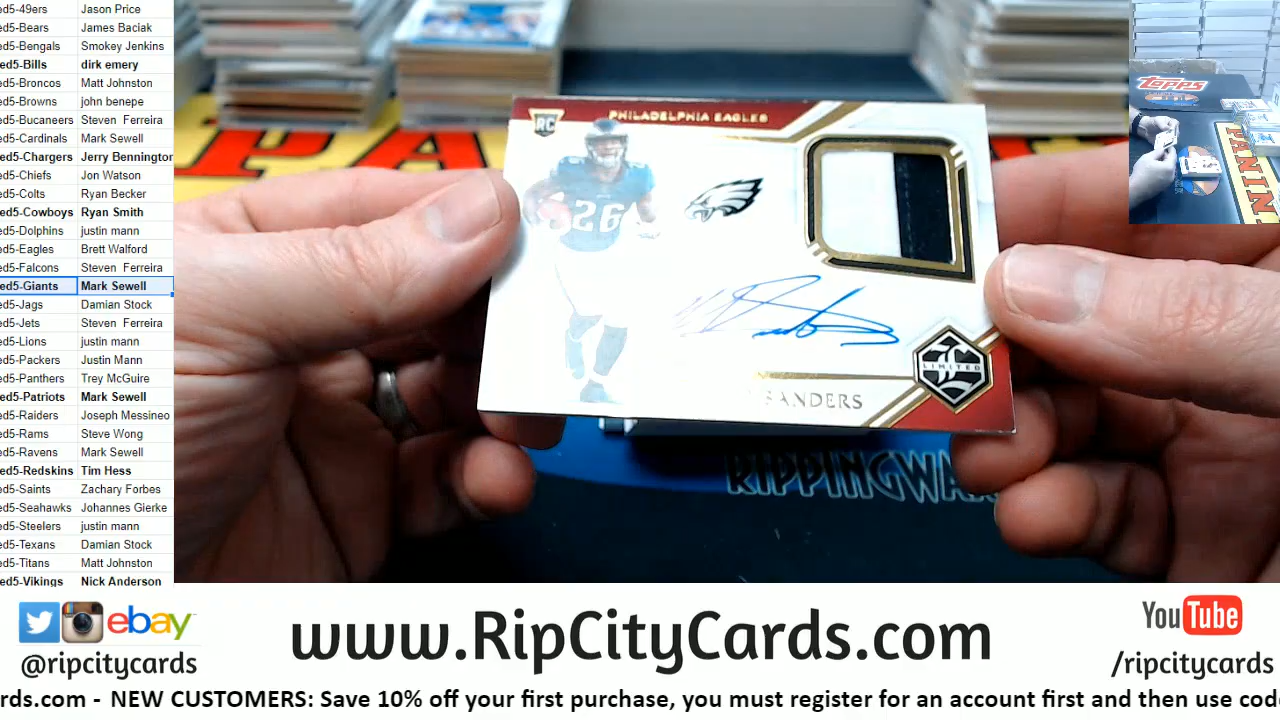 ed5-49ers Jason Price
ed5-Bears James Baciak
ed5-Bengals Smokey Jenkins
ed5-Bills dirk emery
ed5-Broncos Matt Johnston
ed5-Browns john benepe
ed5-Bucaneers Steven Ferreira
ed5-Cardinals Mark Sewell
ed5-Chargers Jerry Bennington
ed5-Chiefs Jon Watson
ed5-Colts Ryan Becker
ed5-Cowboys Ryan Smith
ed5-Dolphins justin mann
ed5-Eagles Brett Walford
ed5-Falcons Steven Ferreira
ed5-Giants Mark Sewell
ed5-Jags Damian Stock
ed5-Jets Steven Ferreira
ed5-Lions justin mann
ed5-Packers Justin Mann
ed5-Panthers Trey McGuire
ed5-Patriots Mark Sewell
ed5-Raiders Joseph Messineo
ed5-Rams Steve Wong
ed5-Ravens Mark Sewell
ed5-Redskins Tim Hess
ed5-Saints Zachary Forbes
ed5-Seahawks Johannes Gierke
ed5-Steelers justin mann
ed5-Texans Damian Stock
ed5-Titans Matt Johnston
ed5-Vikings Nick Anderson
RC
PHILADELPHIA EAGLES
26
LIMITED
SANDERS
RIPPINGWA
Topps
PANINI
ebay
@ripcitycards
www.RipCityCards.com
YouTube
/ripcitycards
ards.com - NEW CUSTOMERS: Save 10% off your first purchase, you must register for an account first and then use cod